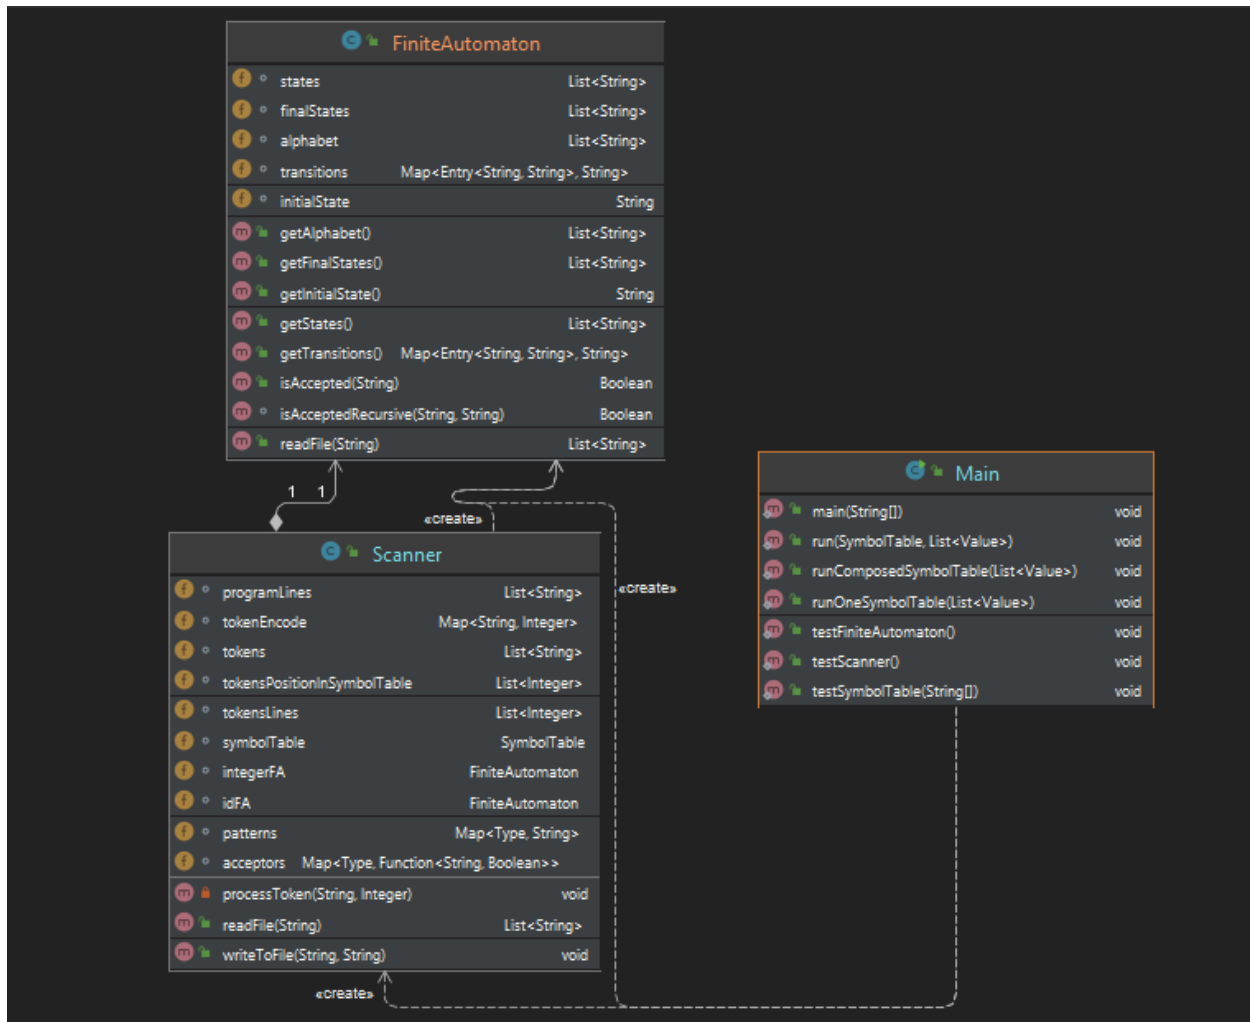 FiniteAutomaton
states List<String>
finalStates List<String>
alphabet List<String>
transitions Map<Entry<String, String>, String>
initialState String
getAlphabet() List<String>
getFinalStates() List<String>
getInitialState() String
getStates() List<String>
getTransitions() Map<Entry<String, String>, String>
isAccepted(String) Boolean
isAcceptedRecursive(String, String) Boolean
readFile(String) List<String>
1 1
«create»
Scanner
programLines List<String>
tokenEncode Map<String, Integer>
tokens List<String>
tokensPositionInSymbolTable List<Integer>
tokensLines List<Integer>
symbolTable SymbolTable
integerFA FiniteAutomaton
idFA FiniteAutomaton
patterns Map<Type, String>
acceptors Map<Type, Function<String, Boolean>>
processToken(String, Integer) void
readFile(String) List<String>
writeToFile(String, String) void
«create»
«create»
Main
main(String[]) void
run(SymbolTable, List<Value>) void
runComposedSymbolTable(List<Value>) void
runOneSymbolTable(List<Value>) void
testFiniteAutomaton() void
testScanner() void
testSymbolTable(String[]) void